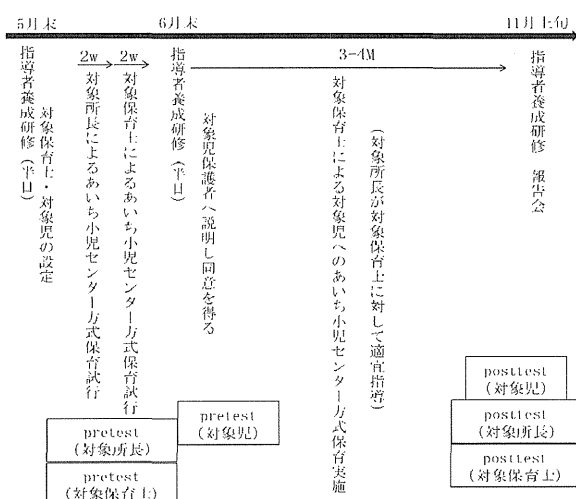 5月末
6月末
11月上旬
指導者養成研修（半日）
対象保育士・対象児の設定
2w
対象所長によるあいち小児センター方式保育試行
2w
対象保育士によるあいち小児センター方式保育試行
指導者養成研修（半日）
対象児保護者へ説明し同意を得る
3-4M
対象保育士による対象児へのあいち小児センター方式保育実施
（対象所長が対象保育士に対して適宜指導）
指導者養成研修 報告会
pretest
（対象所長）
pretest
（対象保育士）
pretest
（対象児）
posttest
（対象児）
posttest
（対象所長）
posttest
（対象保育士）